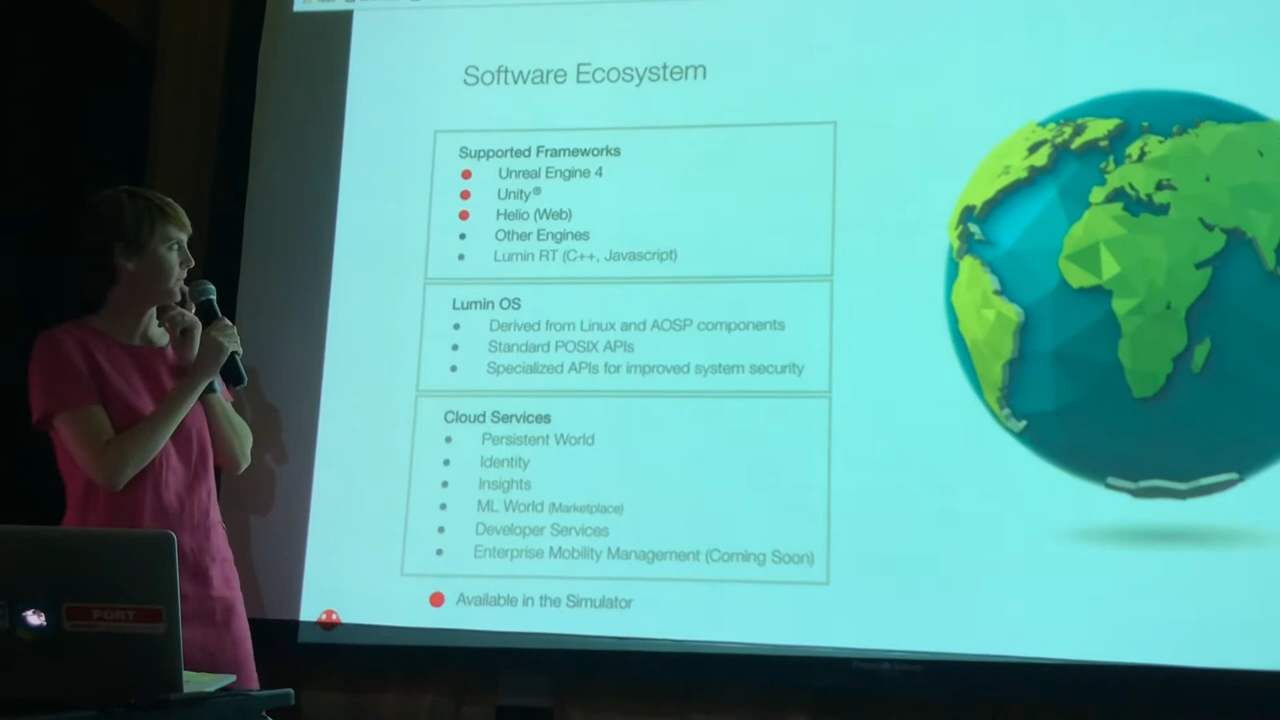 Software Ecosystem
Supported Frameworks
Unreal Engine 4
Unity®
Helio (Web)
Other Engines
Lumin RT (C++, Javascript)
Lumin OS
Derived from Linux and AOSP components
Standard POSIX APIs
Specialized APIs for improved system security
Cloud Services
Persistent World
Identity
Insights
ML World (Marketplace)
Developer Services
Enterprise Mobility Management (Coming Soon)
Available in the Simulator
PORT